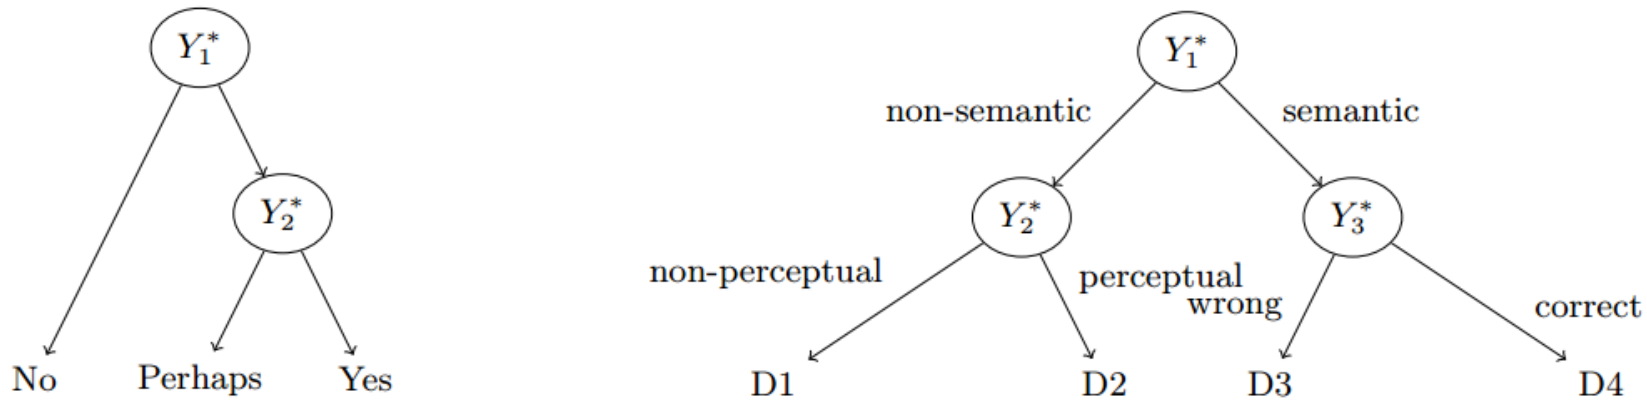 Y₁*
Y₂*
No Perhaps Yes
Y₁*
non-semantic semantic
Y₂* Y₃*
non-perceptual perceptual
wrong correct
D1 D2 D3 D4